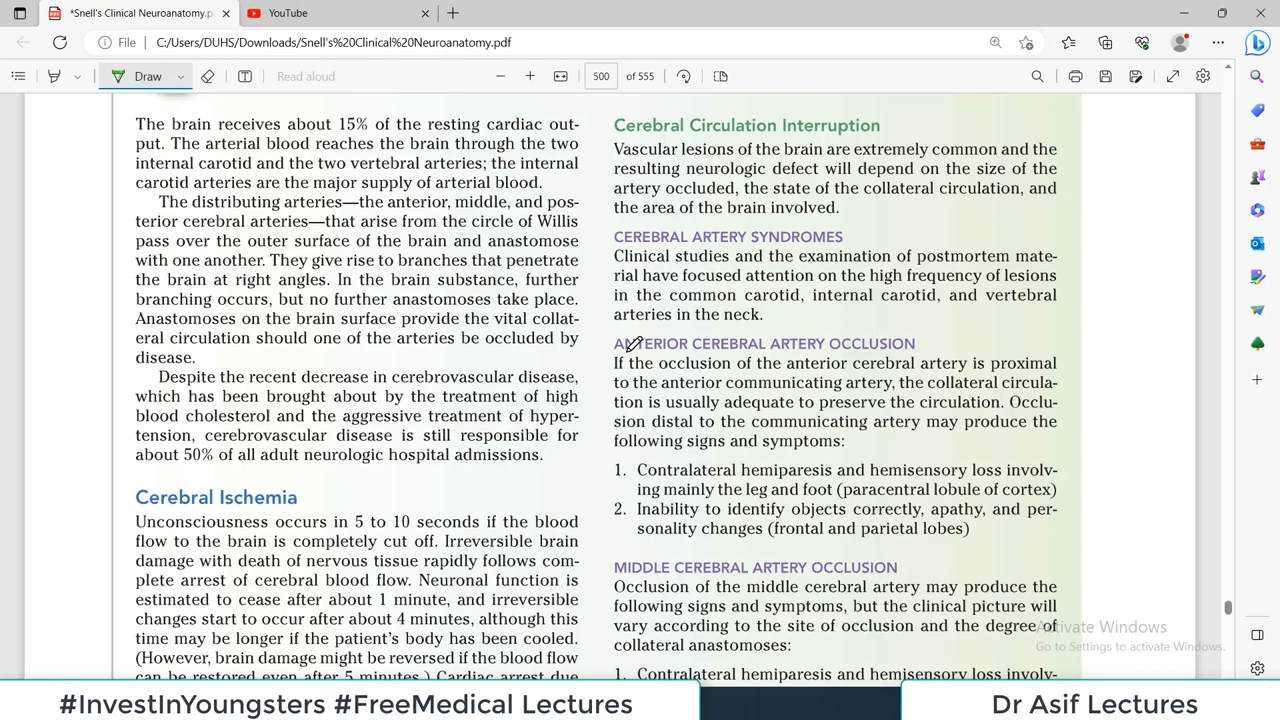 *Snell's Clinical Neuroanatomy.p
YouTube
File
C:/Users/DUHS/Downloads/Snell's%20Clinical%20Neuroanatomy.pdf
Draw
Read aloud
500
of 555
The brain receives about 15% of the resting cardiac out-
put. The arterial blood reaches the brain through the two
internal carotid and the two vertebral arteries; the internal
carotid arteries are the major supply of arterial blood.
The distributing arteries—the anterior, middle, and pos-
terior cerebral arteries—that arise from the circle of Willis
pass over the outer surface of the brain and anastomose
with one another. They give rise to branches that penetrate
the brain at right angles. In the brain substance, further
branching occurs, but no further anastomoses take place.
Anastomoses on the brain surface provide the vital collat-
eral circulation should one of the arteries be occluded by
disease.
Despite the recent decrease in cerebrovascular disease,
which has been brought about by the treatment of high
blood cholesterol and the aggressive treatment of hyper-
tension, cerebrovascular disease is still responsible for
about 50% of all adult neurologic hospital admissions.
Cerebral Ischemia
Unconsciousness occurs in 5 to 10 seconds if the blood
flow to the brain is completely cut off. Irreversible brain
damage with death of nervous tissue rapidly follows com-
plete arrest of cerebral blood flow. Neuronal function is
estimated to cease after about 1 minute, and irreversible
changes start to occur after about 4 minutes, although this
time may be longer if the patient's body has been cooled.
(However, brain damage might be reversed if the blood flow
can be restored even after 5 minutes.) Cardiac arrest due
Cerebral Circulation Interruption
Vascular lesions of the brain are extremely common and the
resulting neurologic defect will depend on the size of the
artery occluded, the state of the collateral circulation, and
the area of the brain involved.
CEREBRAL ARTERY SYNDROMES
Clinical studies and the examination of postmortem mate-
rial have focused attention on the high frequency of lesions
in the common carotid, internal carotid, and vertebral
arteries in the neck.
ANTERIOR CEREBRAL ARTERY OCCLUSION
If the occlusion of the anterior cerebral artery is proximal
to the anterior communicating artery, the collateral circula-
tion is usually adequate to preserve the circulation. Occlu-
sion distal to the communicating artery may produce the
following signs and symptoms:
1. Contralateral hemiparesis and hemisensory loss involv-
ing mainly the leg and foot (paracentral lobule of cortex)
2. Inability to identify objects correctly, apathy, and per-
sonality changes (frontal and parietal lobes)
MIDDLE CEREBRAL ARTERY OCCLUSION
Occlusion of the middle cerebral artery may produce the
following signs and symptoms, but the clinical picture will
vary according to the site of occlusion and the degree of
collateral anastomoses:
1. Contralateral hemiparesis and hemisensory loss involv-
Activate Windows
Go to Settings to activate Windows.
#InvestInYoungsters #FreeMedical Lectures
Dr Asif Lectures